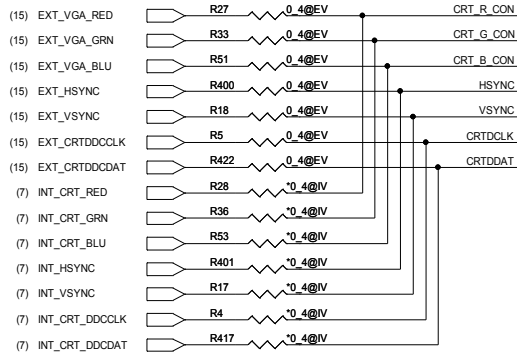 (15) EXT_VGA_RED R27 0_4@EV CRT_R_CON
(15) EXT_VGA_GRN R33 0_4@EV CRT_G_CON
(15) EXT_VGA_BLU R51 0_4@EV CRT_B_CON
(15) EXT_HSYNC R400 0_4@EV HSYNC
(15) EXT_VSYNC R18 0_4@EV VSYNC
(15) EXT_CRTDDCCLK R5 0_4@EV CRTDCLK
(15) EXT_CRTDDCDAT R422 0_4@EV CRTDDAT
(7) INT_CRT_RED R28 *0_4@IV
(7) INT_CRT_GRN R36 *0_4@IV
(7) INT_CRT_BLU R53 *0_4@IV
(7) INT_HSYNC R401 *0_4@IV
(7) INT_VSYNC R17 *0_4@IV
(7) INT_CRT_DDCCLK R4 *0_4@IV
(7) INT_CRT_DDCDAT R417 *0_4@IV